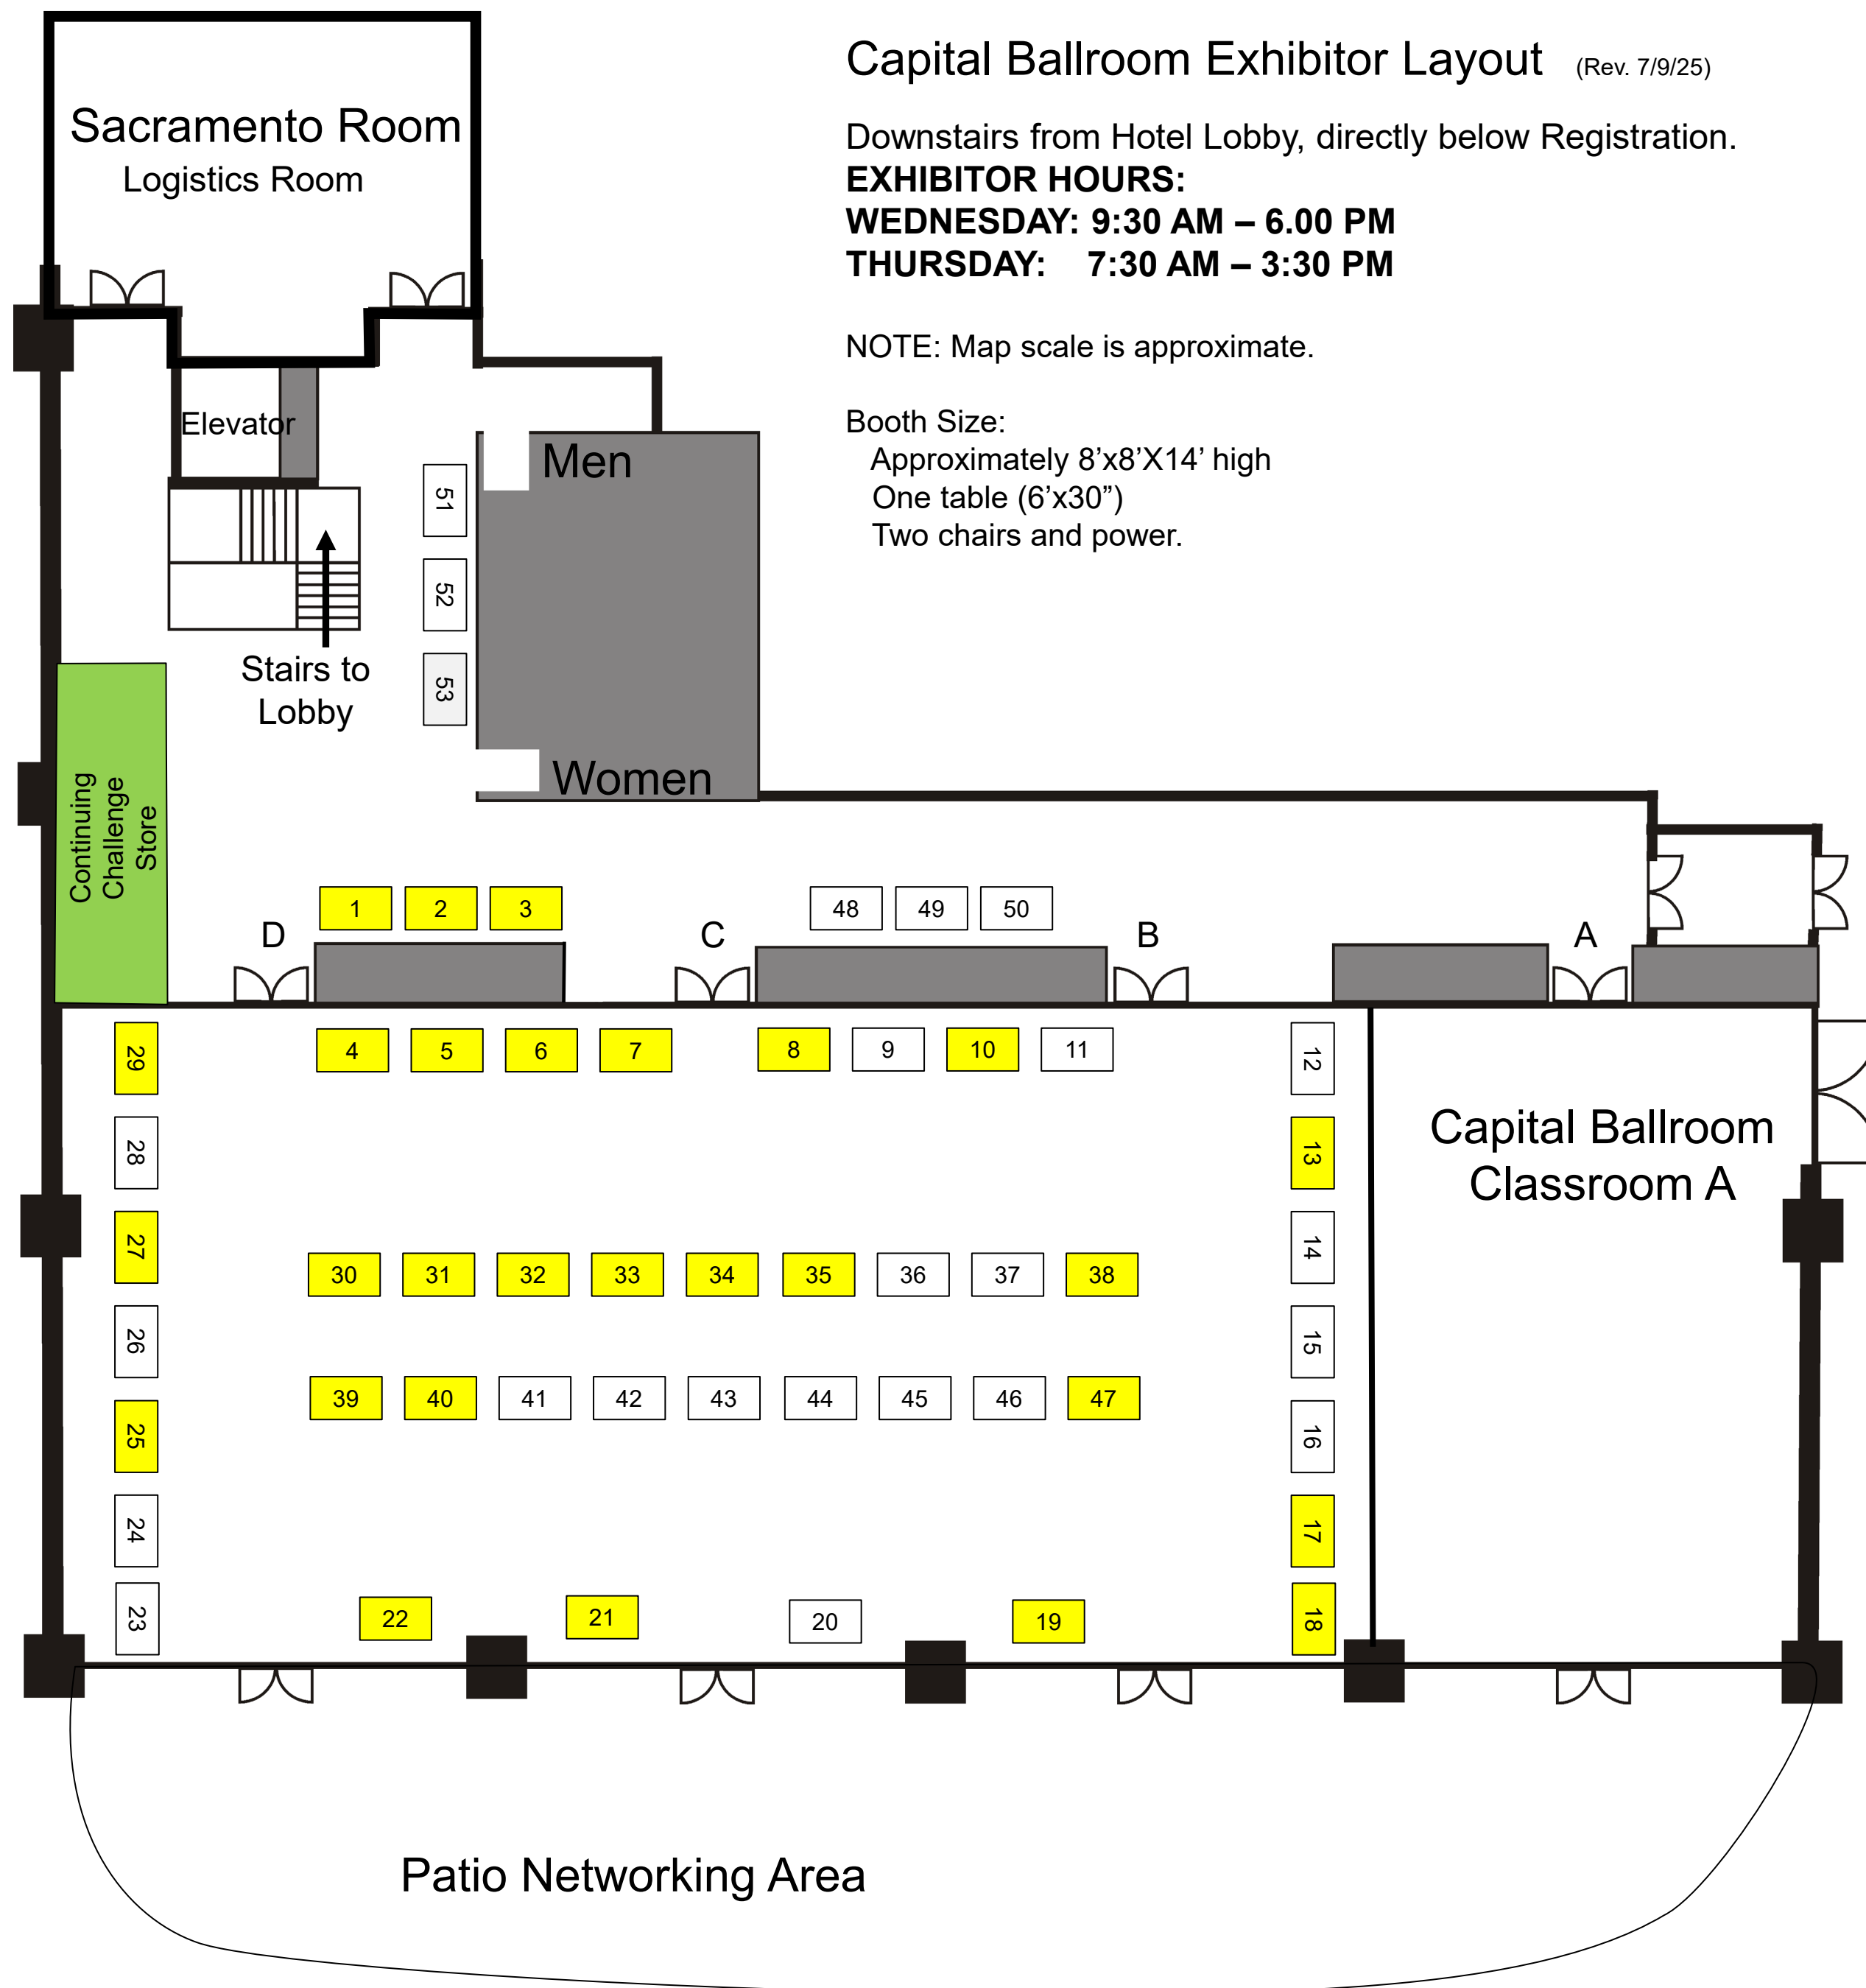 Capital Ballroom Exhibitor Layout (Rev. 7/9/25)
Downstairs from Hotel Lobby, directly below Registration.
EXHIBITOR HOURS:
WEDNESDAY: 9:30 AM – 6.00 PM
THURSDAY: 7:30 AM – 3:30 PM
NOTE: Map scale is approximate.
Booth Size:
Approximately 8’x8’X14’ high
One table (6’x30”)
Two chairs and power.
Sacramento Room
Logistics Room
Elevator
Men
51
52
53
Stairs to
Lobby
Women
Continuing
Challenge
Store
1 2 3 48 49 50
D C B A
29
4 5 6 7 8 9 10 11
12
28
13
Capital Ballroom
Classroom A
27
14
30 31 32 33 34 35 36 37 38
26
15
39 40 41 42 43 44 45 46 47
25
16
24
17
23
22 21 20 19
18
Patio Networking Area